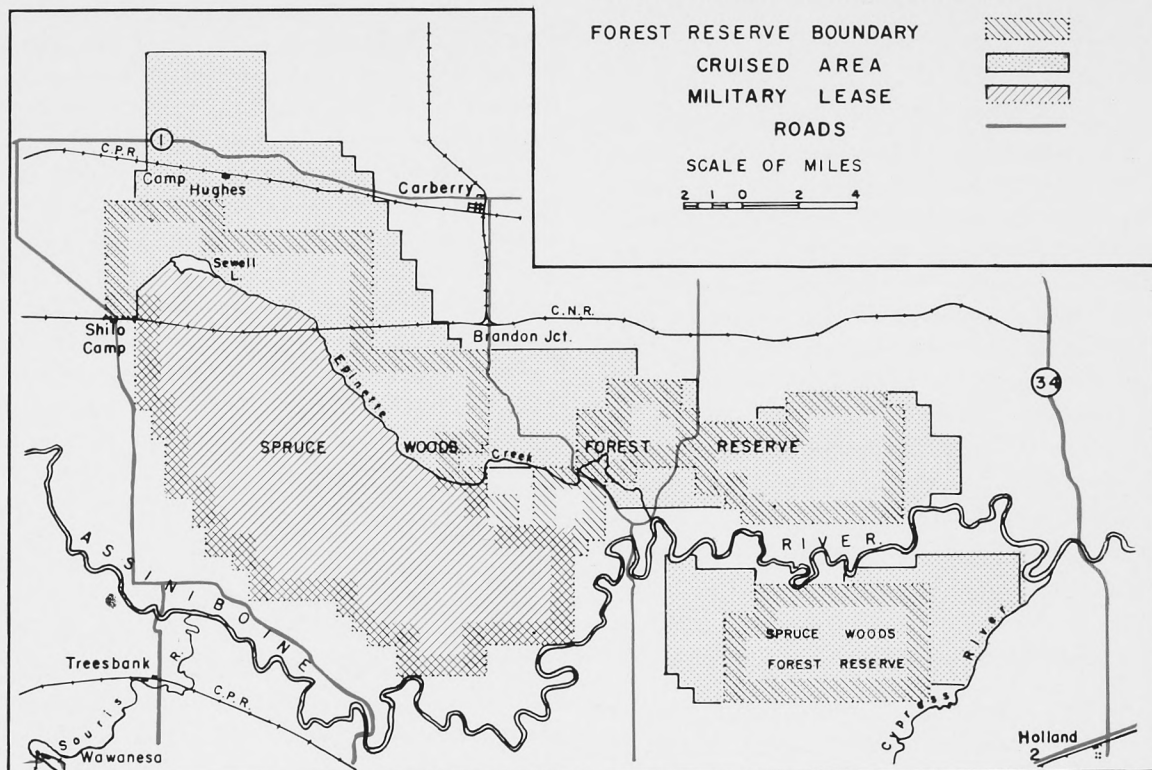 FOREST RESERVE BOUNDARY
CRUISED AREA
MILITARY LEASE
ROADS
SCALE OF MILES
2 1 0 2 4
1
C.P.R.
Camp
Hughes
Carberry
Sewell
L.
C.N.R.
Shilo
Camp
Brandon Jct.
Epinette
Creek
34
SPRUCE WOODS FOREST RESERVE
ASSINIBOINE
RIVER.
SPRUCE WOODS
FOREST RESERVE
Treesbank
R.
C.P.R.
Souris
Wawanesa
Cypress River
Holland
2